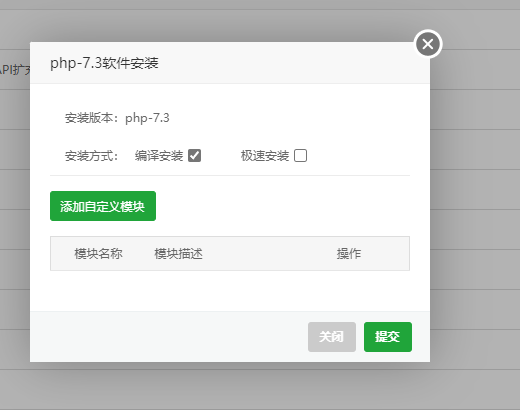 php-7.3软件安装
API扩
安装版本：php-7.3
安装方式： 编译安装 极速安装
添加自定义模块
模块名称 模块描述 操作
关闭 提交